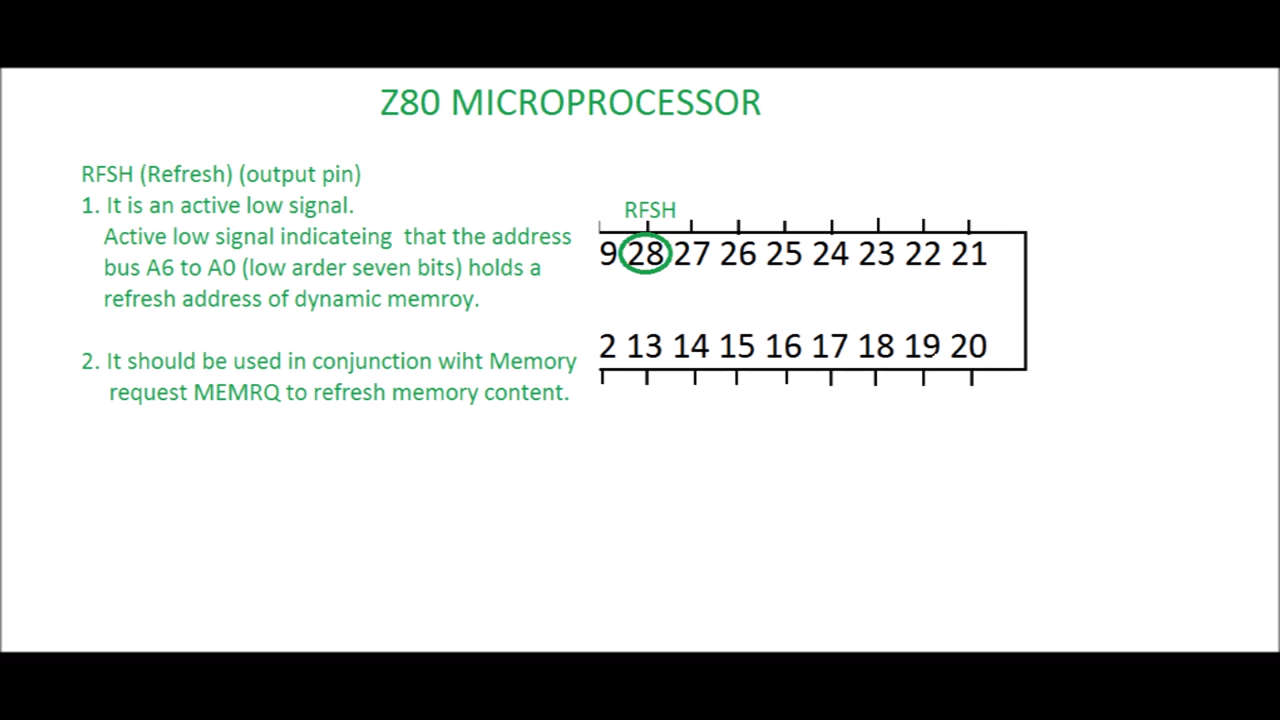 Z80 MICROPROCESSOR
RFSH (Refresh) (output pin)
1. It is an active low signal.
Active low signal indicateing that the address
bus A6 to A0 (low arder seven bits) holds a
refresh address of dynamic memroy.
2. It should be used in conjunction wiht Memory
request MEMRQ to refresh memory content.
RFSH
9 28 27 26 25 24 23 22 21
2 13 14 15 16 17 18 19 20